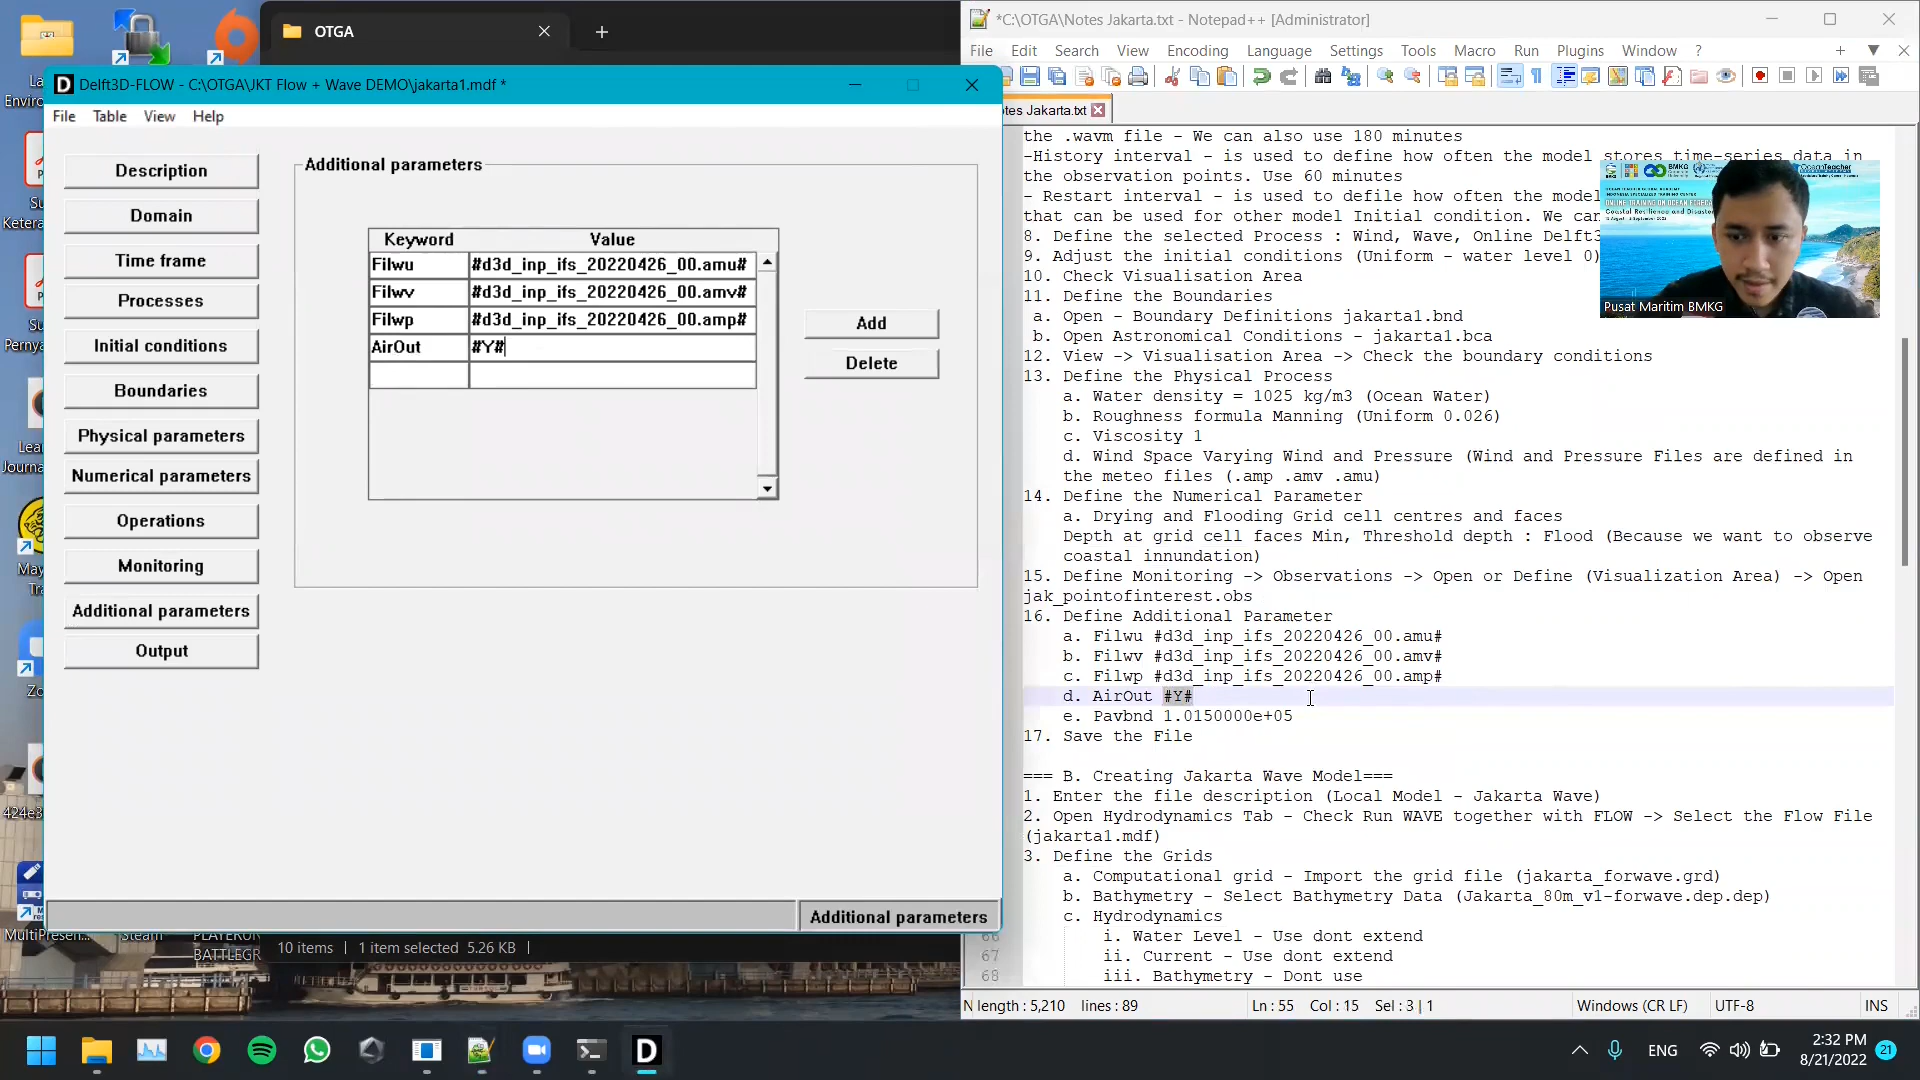 OTGA
Delft3D-FLOW - C:\OTGA\JKT Flow + Wave DEMO\jakarta1.mdf *
File Table View Help
Description
Domain
Time frame
Processes
Initial conditions
Boundaries
Physical parameters
Numerical parameters
Operations
Monitoring
Additional parameters
Output
Additional parameters
Keyword Value
Filwu #d3d_inp_ifs_20220426_00.amu#
Filwv #d3d_inp_ifs_20220426_00.amv#
Filwp #d3d_inp_ifs_20220426_00.amp#
AirOut #Y#
Add
Delete
Additional parameters
10 items 1 item selected 5.26 KB
MultiPresen... Steam
BATTLEGR
*C:\OTGA\Notes Jakarta.txt - Notepad++ [Administrator]
File Edit Search View Encoding Language Settings Tools Macro Run Plugins Window ?
tes Jakarta.txt
the .wavm file - We can also use 180 minutes
-History interval - is used to define how often the model stores time-series data in
the observation points. Use 60 minutes
- Restart interval - is used to defile how often the model
that can be used for other model Initial condition. We can
8. Define the selected Process : Wind, Wave, Online Delft3
9. Adjust the initial conditions (Uniform - water level 0)
10. Check Visualisation Area
11. Define the Boundaries
a. Open - Boundary Definitions jakarta1.bnd
b. Open Astronomical Conditions - jakarta1.bca
12. View -> Visualisation Area -> Check the boundary conditions
13. Define the Physical Process
a. Water density = 1025 kg/m3 (Ocean Water)
b. Roughness formula Manning (Uniform 0.026)
c. Viscosity 1
d. Wind Space Varying Wind and Pressure (Wind and Pressure Files are defined in
the meteo files (.amp .amv .amu)
14. Define the Numerical Parameter
a. Drying and Flooding Grid cell centres and faces
Depth at grid cell faces Min, Threshold depth : Flood (Because we want to observe
coastal innundation)
15. Define Monitoring -> Observations -> Open or Define (Visualization Area) -> Open
jak_pointofinterest.obs
16. Define Additional Parameter
a. Filwu #d3d_inp_ifs_20220426_00.amu#
b. Filwv #d3d_inp_ifs_20220426_00.amv#
c. Filwp #d3d_inp_ifs_20220426_00.amp#
d. AirOut #Y#
e. Pavbnd 1.0150000e+05
17. Save the File
=== B. Creating Jakarta Wave Model===
1. Enter the file description (Local Model - Jakarta Wave)
2. Open Hydrodynamics Tab - Check Run WAVE together with FLOW -> Select the Flow File
(jakarta1.mdf)
3. Define the Grids
a. Computational grid - Import the grid file (jakarta_forwave.grd)
b. Bathymetry - Select Bathymetry Data (Jakarta_80m_v1-forwave.dep.dep)
c. Hydrodynamics
66 i. Water Level - Use dont extend
67 ii. Current - Use dont extend
68 iii. Bathymetry - Dont use
N length : 5,210 lines : 89 Ln : 55 Col : 15 Sel : 3 | 1 Windows (CR LF) UTF-8 INS
Pusat Maritim BMKG
ENG
2:32 PM
8/21/2022
21